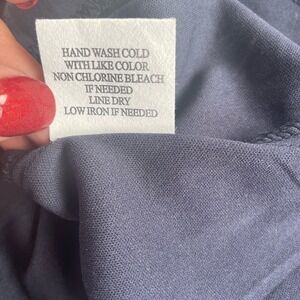 HAND WASH COLD
WITH LIKE COLOR
NON CHLORINE BLEACH
IF NEEDED
LINE DRY
LOW IRON IF NEEDED